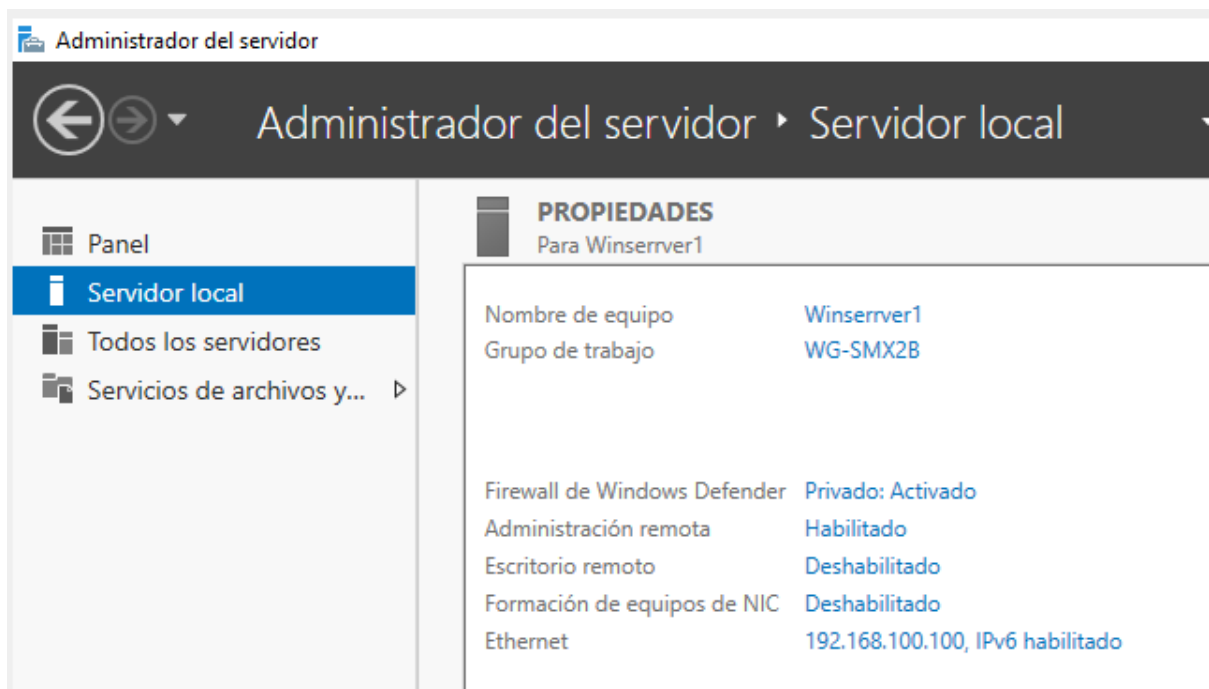 Administrador del servidor
Administrador del servidor ‣ Servidor local
Panel
Servidor local
Todos los servidores
Servicios de archivos y...
PROPIEDADES
Para Winserrver1
Nombre de equipo Winserrver1
Grupo de trabajo WG-SMX2B
Firewall de Windows Defender Privado: Activado
Administración remota Habilitado
Escritorio remoto Deshabilitado
Formación de equipos de NIC Deshabilitado
Ethernet 192.168.100.100, IPv6 habilitado